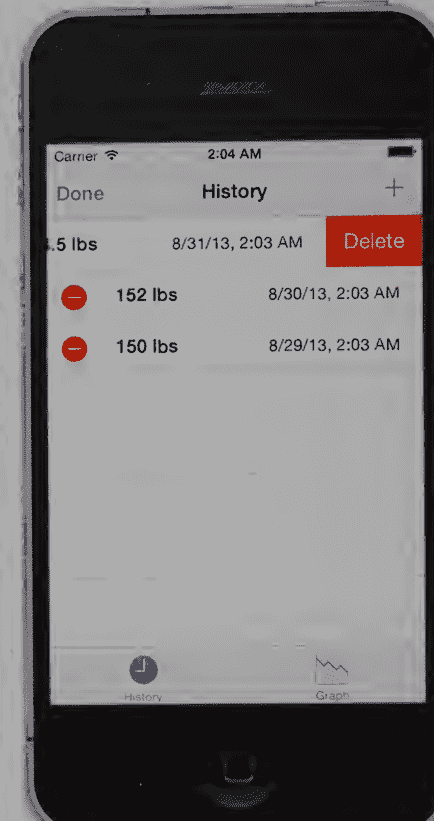 Carrier 2:04 AM
Done History +
.5 lbs 8/31/13, 2:03 AM Delete
152 lbs 8/30/13, 2:03 AM
150 lbs 8/29/13, 2:03 AM
History Graph